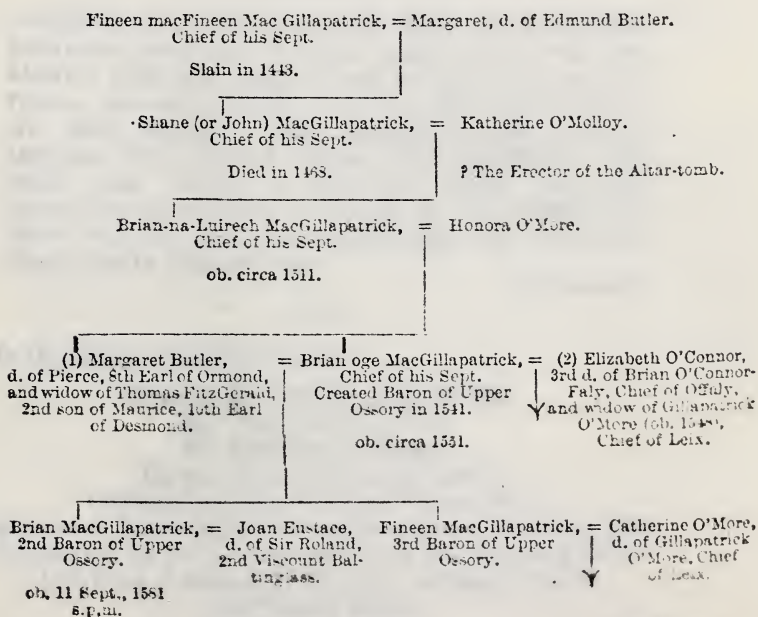 Fineen macFineen Mac Gillapatrick,
Chief of his Sept.
Slain in 1443.
=
Margaret, d. of Edmund Butler.
Shane (or John) MacGillapatrick,
Chief of his Sept.
Died in 1468.
=
Katherine O'Molloy.
? The Erector of the Altar-tomb.
Brian-na-Luirech MacGillapatrick,
Chief of his Sept.
ob. circa 1511.
=
Honora O'More.
(1) Margaret Butler,
d. of Pierce, 8th Earl of Ormond,
and widow of Thomas FitzGerald,
2nd son of Maurice, 10th Earl
of Desmond.
=
Brian oge MacGillapatrick,
Chief of his Sept.
Created Baron of Upper
Ossory in 1541.
ob. circa 1551.
=
(2) Elizabeth O'Connor,
3rd d. of Brian O'Connor-
Faly, Chief of Offaly,
and widow of Gillapatrick
O'More (ob.
Chief of Leix.
Brian MacGillapatrick,
2nd Baron of Upper
Ossory.
ob. 11 Sept., 1581
s.p.m.
=
Joan Eustace,
d. of Sir Roland,
2nd Viscount Bal-
tinglass.
Fineen MacGillapatrick,
3rd Baron of Upper
Ossory.
=
Catherine O'More,
d. of Gillapatrick
O'More, Chief
of Leix.